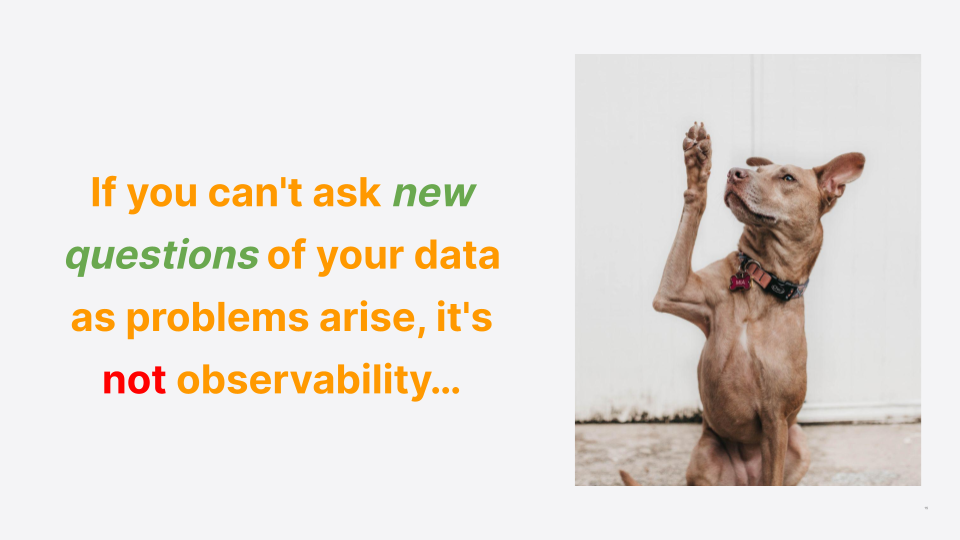 If you can't ask new
questions of your data
as problems arise, it's
not observability...